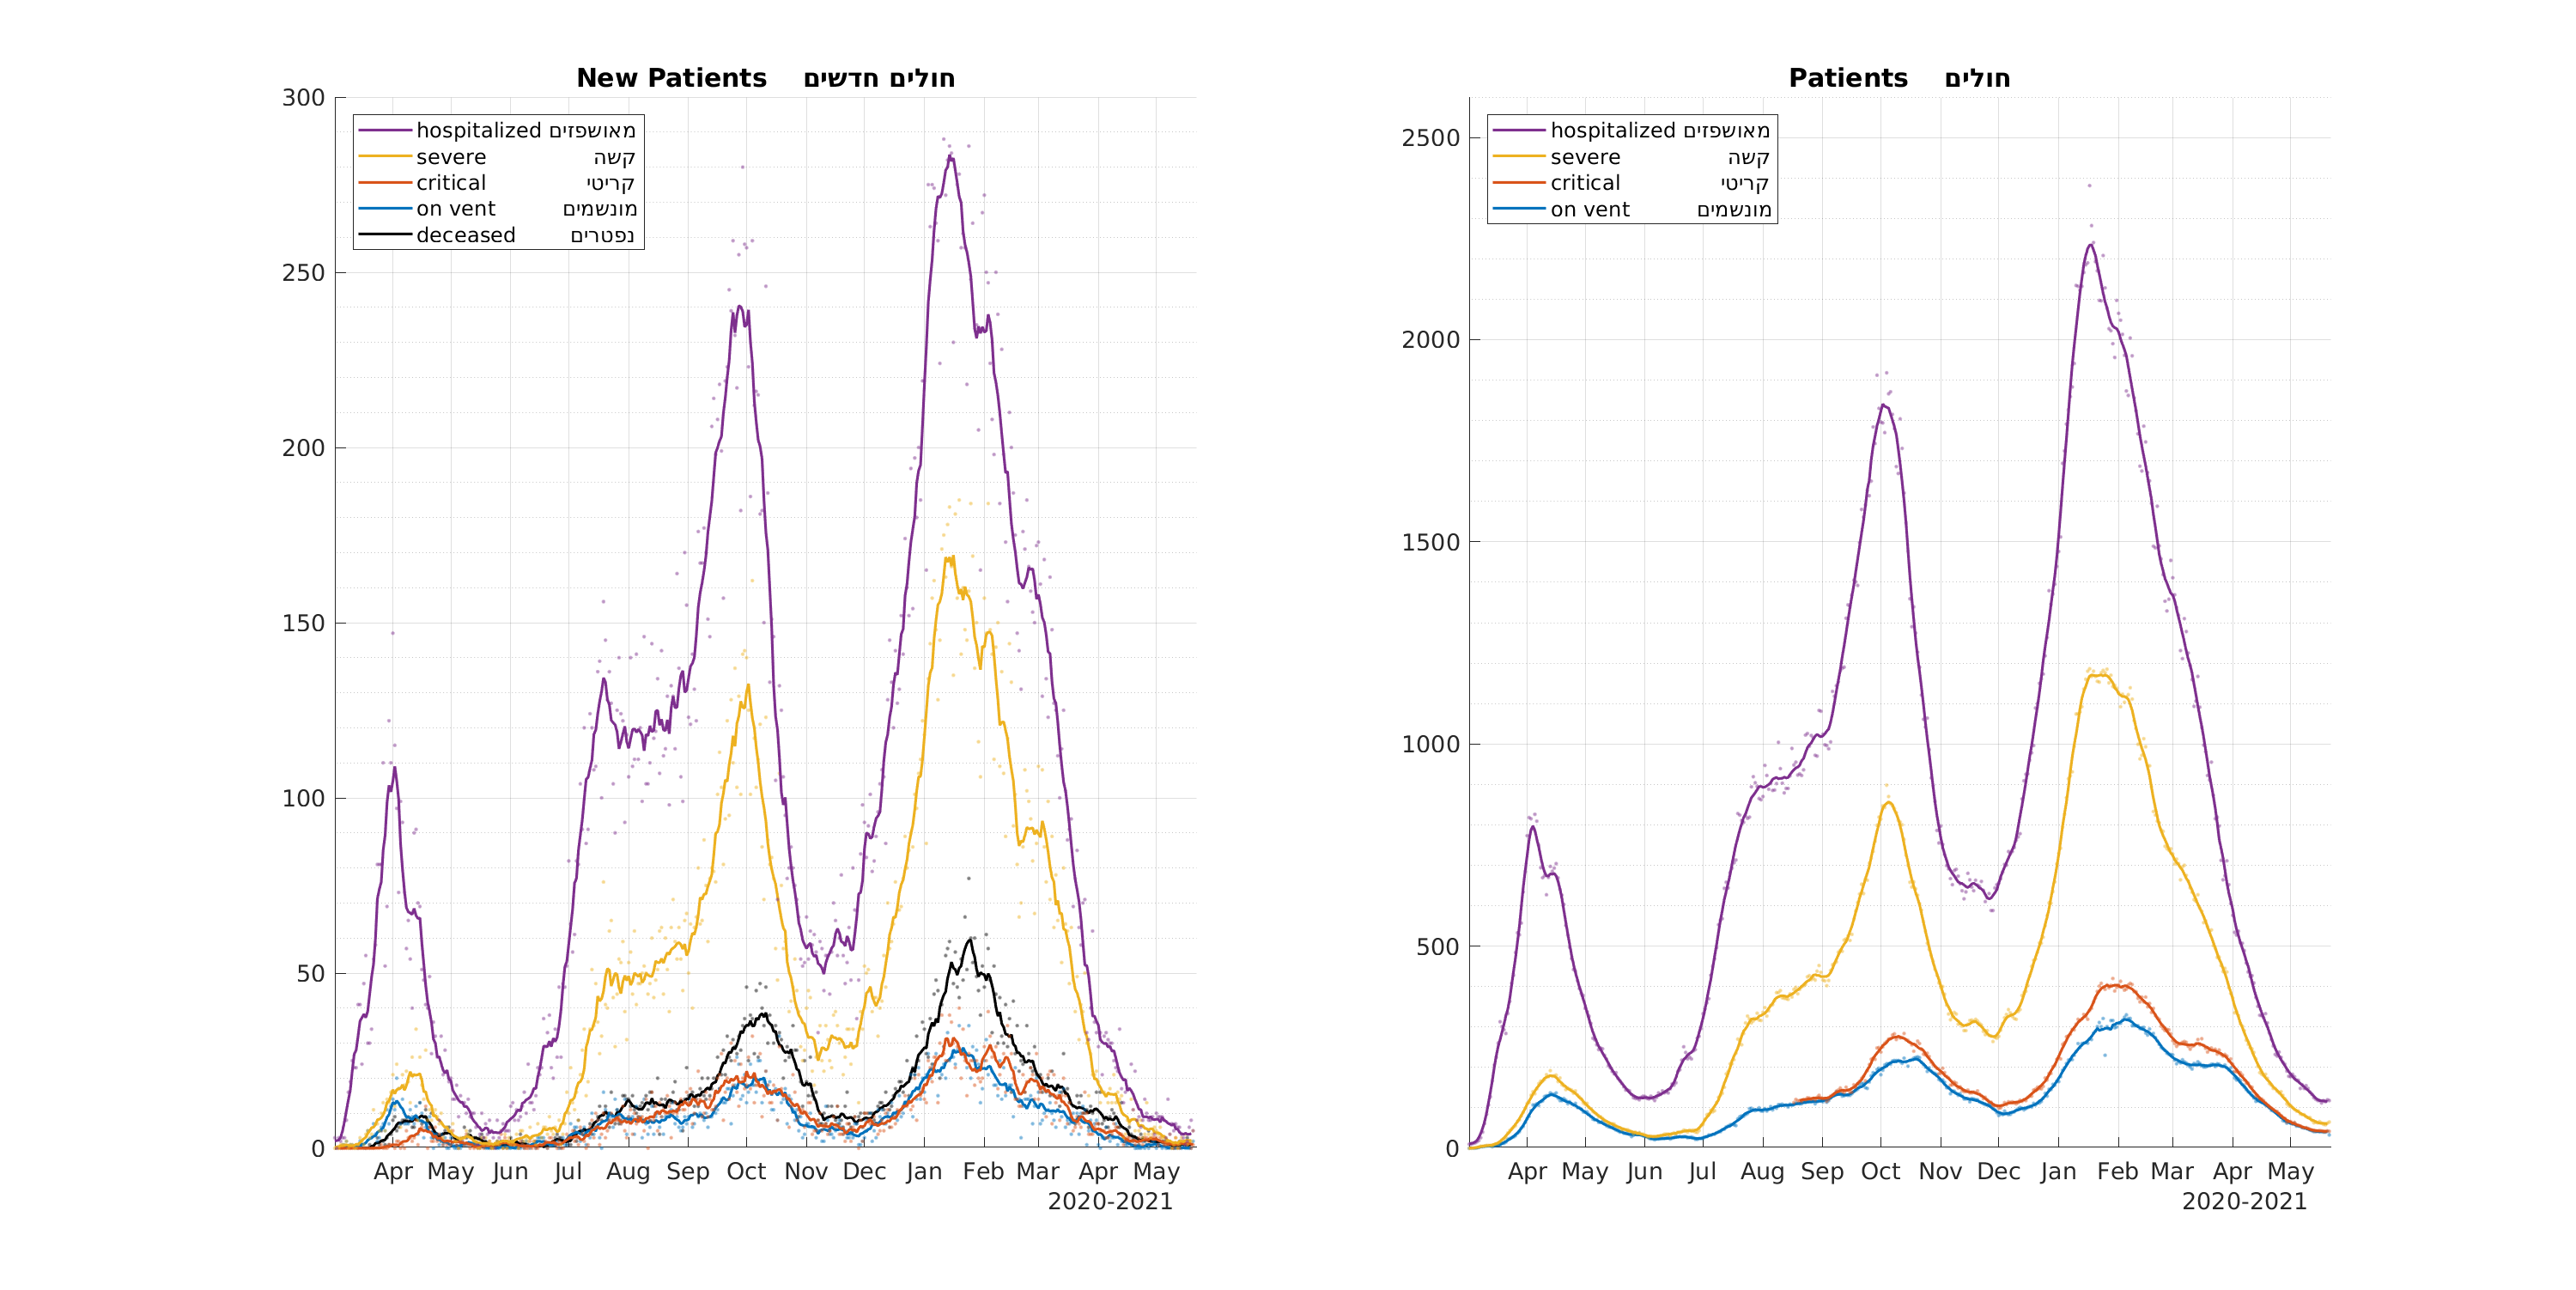 New Patients חולים חדשים
300
250
200
150
100
50
0
hospitalized מאושפזים
severe קשה
critical קריטי
on vent מונשמים
deceased נפטרים
Apr May Jun Jul Aug Sep Oct Nov Dec Jan Feb Mar Apr May
2020-2021
Patients חולים
2500
2000
1500
1000
500
0
hospitalized מאושפזים
severe קשה
critical קריטי
on vent מונשמים
Apr May Jun Jul Aug Sep Oct Nov Dec Jan Feb Mar Apr May
2020-2021